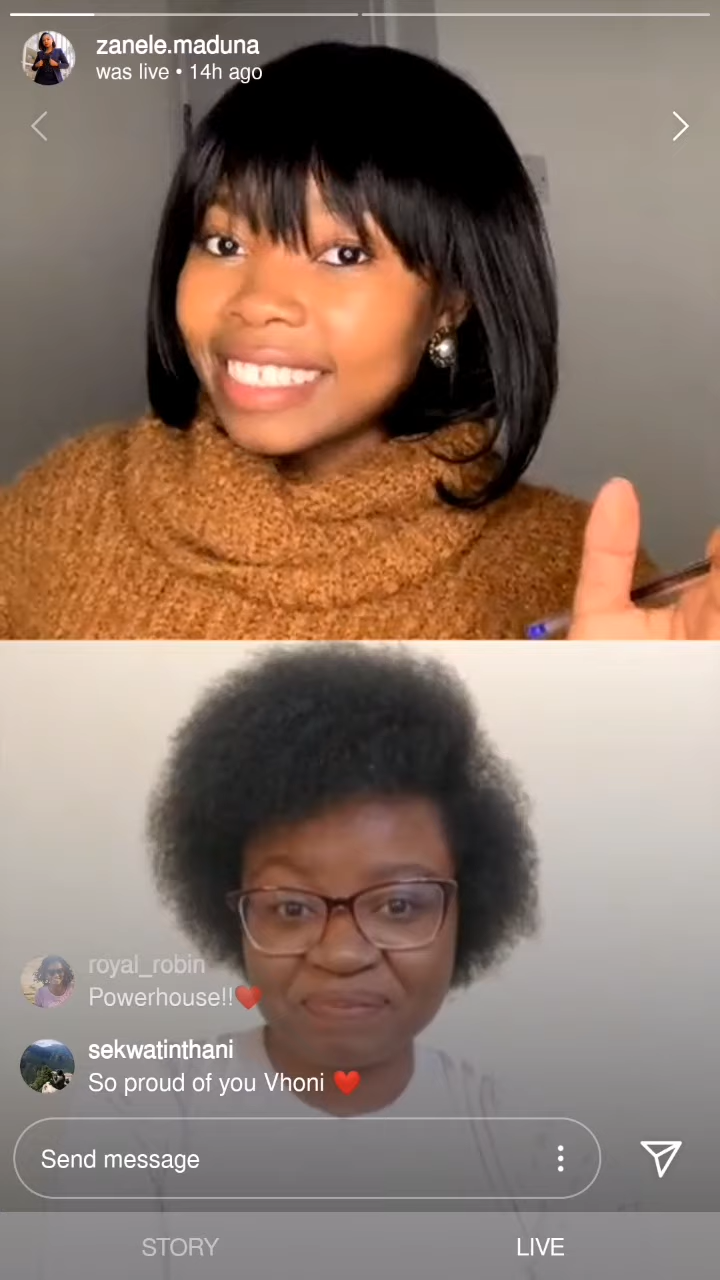 zanele.maduna
was live • 14h ago
royal_robin
Powerhouse!!❤️
sekwatinthani
So proud of you Vhoni ❤️
Send message
STORY
LIVE